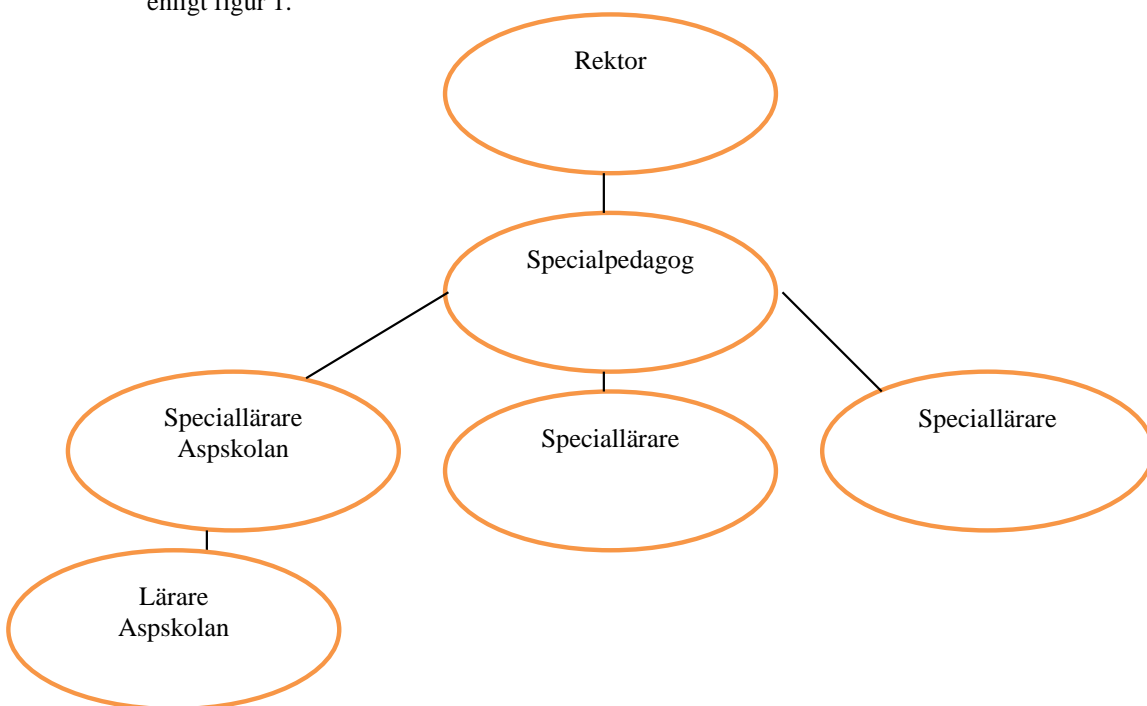 enligt figur 1.
Rektor
Specialpedagog
Speciallärare
Aspskolan
Speciallärare
Speciallärare
Lärare
Aspskolan